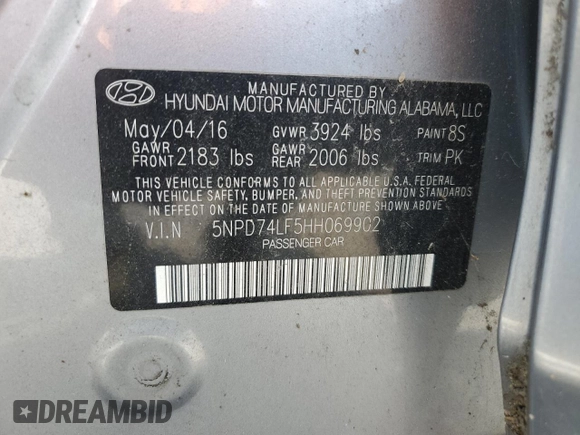 MANUFACTURED BY
HYUNDAI MOTOR MANUFACTURING ALABAMA, LLC
May/04/16 GVWR 3924 lbs PAINT 8S
GAWR FRONT 2183 lbs GAWR REAR 2006 lbs TRIM PK
THIS VEHICLE CONFORMS TO ALL APPLICABLE U.S.A. FEDERAL
MOTOR VEHICLE SAFETY, BUMPER, AND THEFT PREVENTION STANDARDS
IN EFFECT ON THE DATE OF MANUFACTURE SHOWN ABOVE.
V.I.N 5NPD74LF5HH069902
PASSENGER CAR
DREAMBID